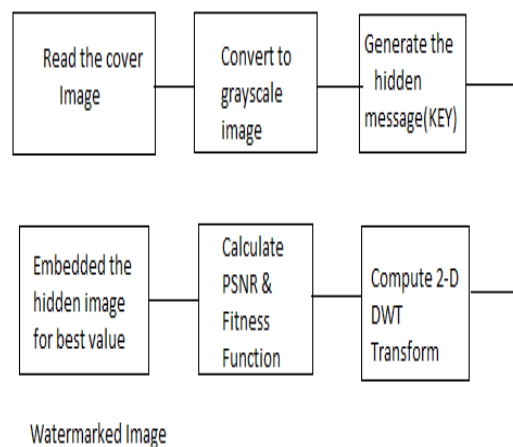 Read the cover
Image
Convert to
grayscale
image
Generate the
hidden
message(KEY)
Embedded the
hidden image
for best value
Calculate
PSNR &
Fitness
Function
Compute 2-D
DWT
Transform
Watermarked Image